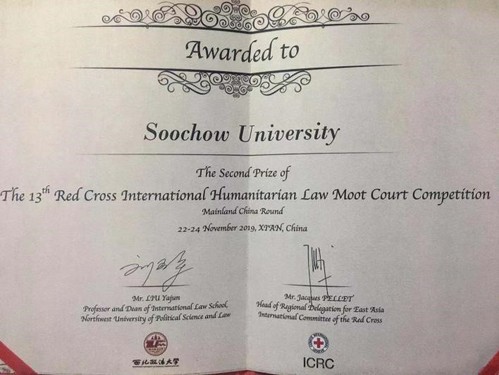 Awarded to
Soochow University
The Second Prize of
The 13th Red Cross International Humanitarian Law Moot Court Competition
Mainland China Round
22-24 November 2019, XI'AN, China
Mr. LIU Yajun
Professor and Dean of International Law School,
Northwest University of Political Science and Law
西北政法大学
Mr. Jacques PELLET
Head of Regional Delegation for East Asia
International Committee of the Red Cross
ICRC